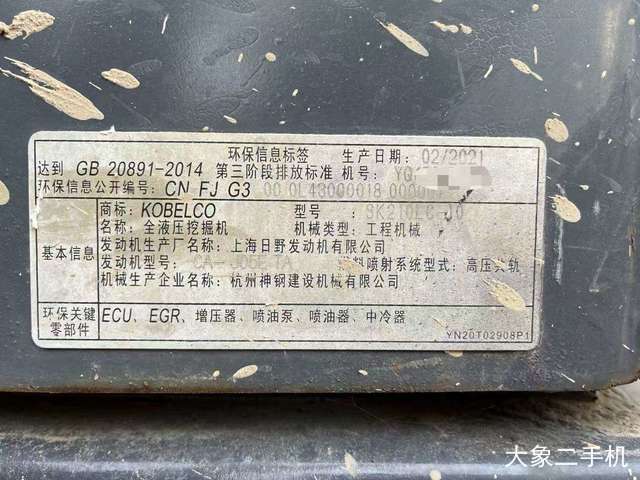 环保信息标签 生产日期: 02/2021
达到 GB 20891-2014 第三阶段排放标准 机号: YQ
环保信息公开编号: CN FJ G3 00 0L43000018 0000
基本信息
商标: KOBELCO 型号: SK210LC-10
名称: 全液压挖掘机 机械类型: 工程机械
发动机生产厂名称: 上海日野发动机有限公司
发动机型号: 料喷射系统型式: 高压共轨
机械生产企业名称: 杭州神钢建设机械有限公司
环保关键
零部件
ECU、EGR、增压器、喷油泵、喷油器、中冷器
YN20T02908P1
大象二手机